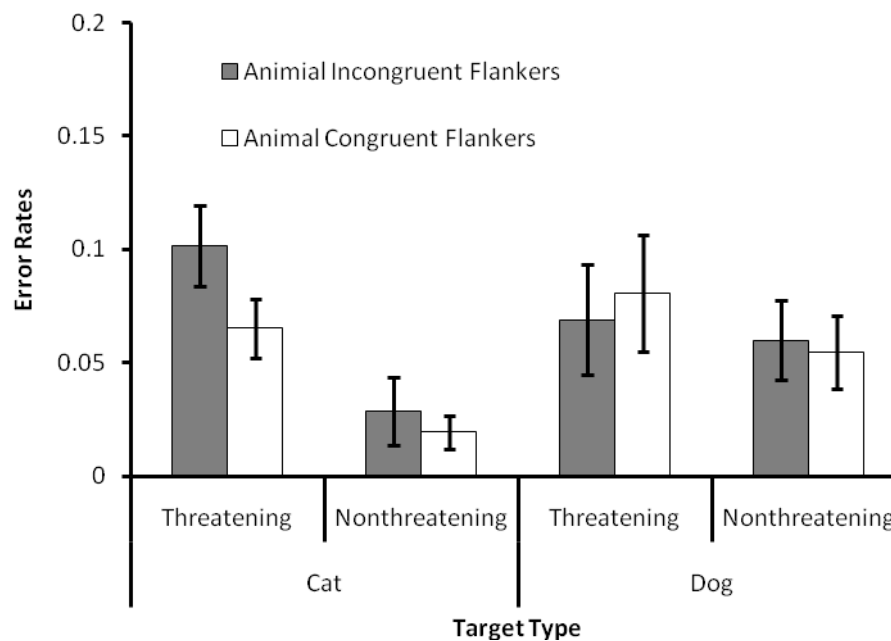 0.2
Animial Incongruent Flankers
0.15
Animal Congruent Flankers
Error Rates
0.1
0.05
0
Threatening
Nonthreatening
Threatening
Nonthreatening
Cat
Dog
Target Type